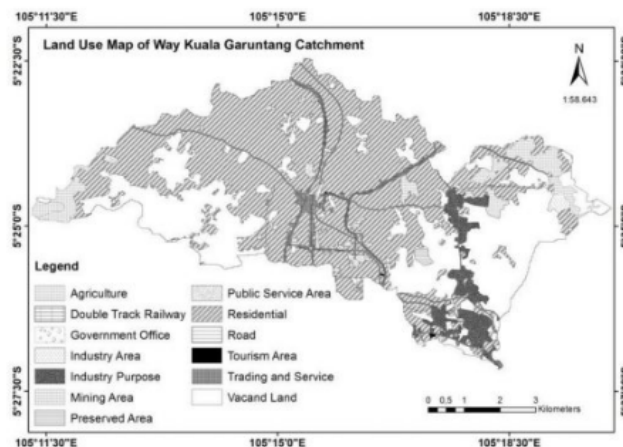 105°11'30"E 105°15'0"E 105°18'30"E
Land Use Map of Way Kuala Garuntang Catchment
5°22'30"S
N
1:58.643
5°25'0"S
Legend
Agriculture
Double Track Railway
Government Office
Industry Area
Industry Purpose
Mining Area
Preserved Area
Public Service Area
Residential
Road
Tourism Area
Trading and Service
Vacand Land
5°27'30"S
0 0,5 1 2 3
Kilometers
105°11'30"E 105°15'0"E 105°18'30"E